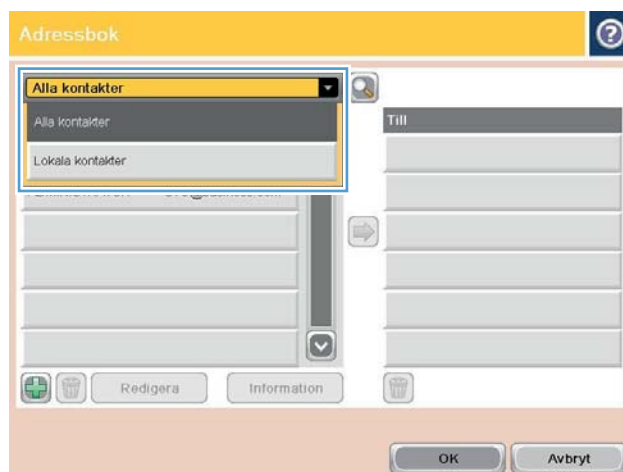 Adressbok
?
Alla kontakter
Alla kontakter
Till
Lokala kontakter
Redigera
Information
OK
Avbryt